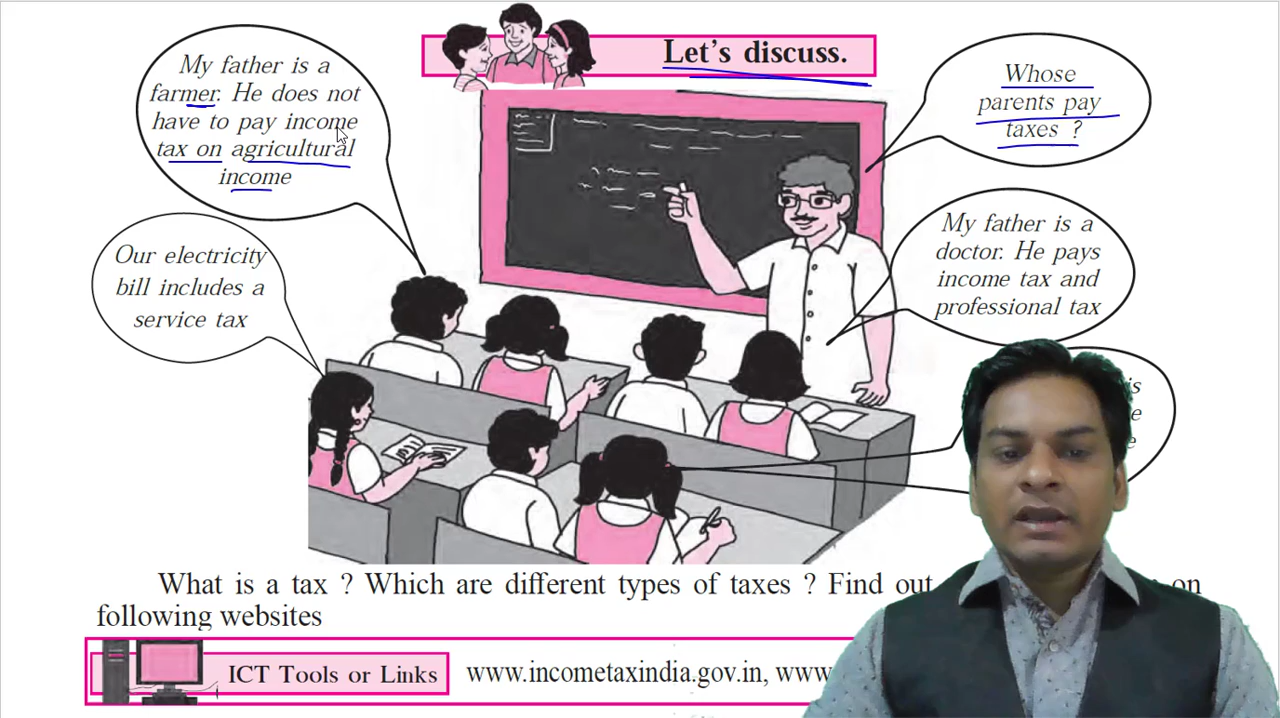 Let's discuss.
My father is a
farmer. He does not
have to pay income
tax on agricultural
income
Whose
parents pay
taxes ?
Our electricity
bill includes a
service tax
My father is a
doctor. He pays
income tax and
professional tax
is
What is a tax ? Which are different types of taxes ? Find out on
following websites
ICT Tools or Links
www.incometaxindia.gov.in, www